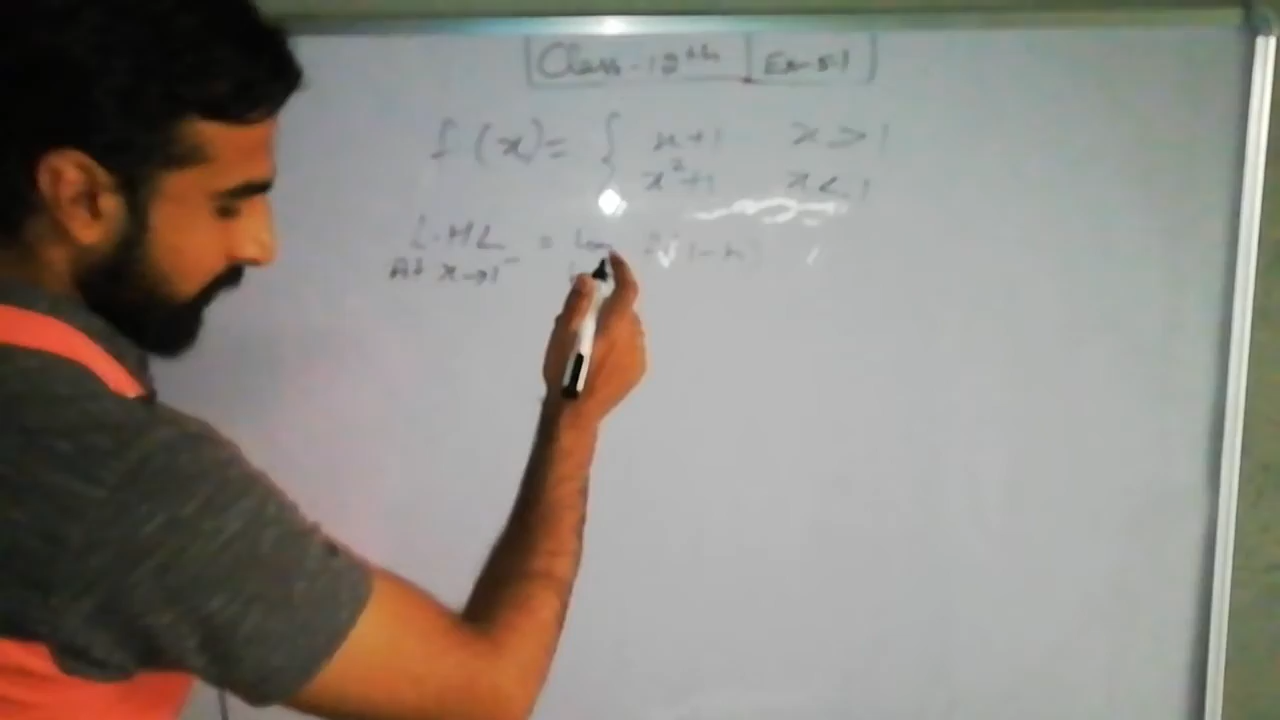 Class-12th Ex-5.1
f(x) = { x+1 x > 1
x²+1 x < 1
L.H.L = lim f(1-h)
At x→1⁻